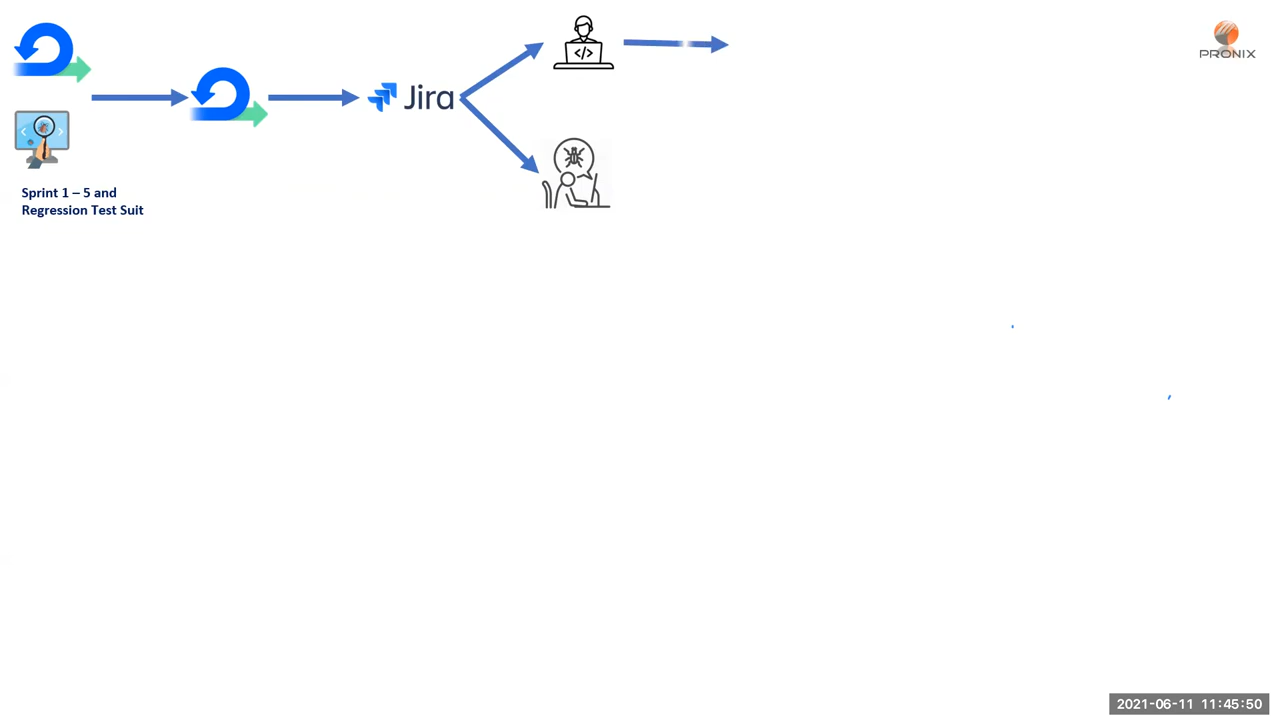 PRONIX
Jira
</>
Sprint 1 – 5 and
Regression Test Suit
2021-06-11 11:45:50